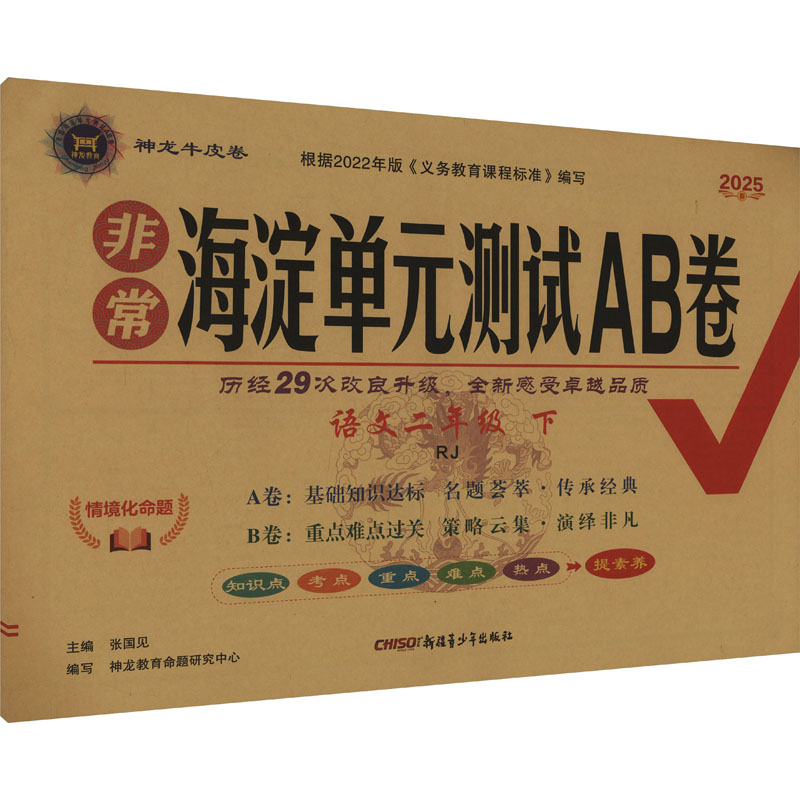 神龙教育
神龙牛皮卷
根据2022年版《义务教育课程标准》编写
2025
非常
海淀单元测试AB卷
历经29次改良升级，全新感受卓越品质
语文二年级 下
RJ
情境化命题
A卷：基础知识达标 名题荟萃·传承经典
B卷：重点难点过关 策略云集·演绎非凡
知识点 考点 重点 难点 热点 提素养
主编 张国见
编写 神龙教育命题研究中心
CHISO 新疆青少年出版社